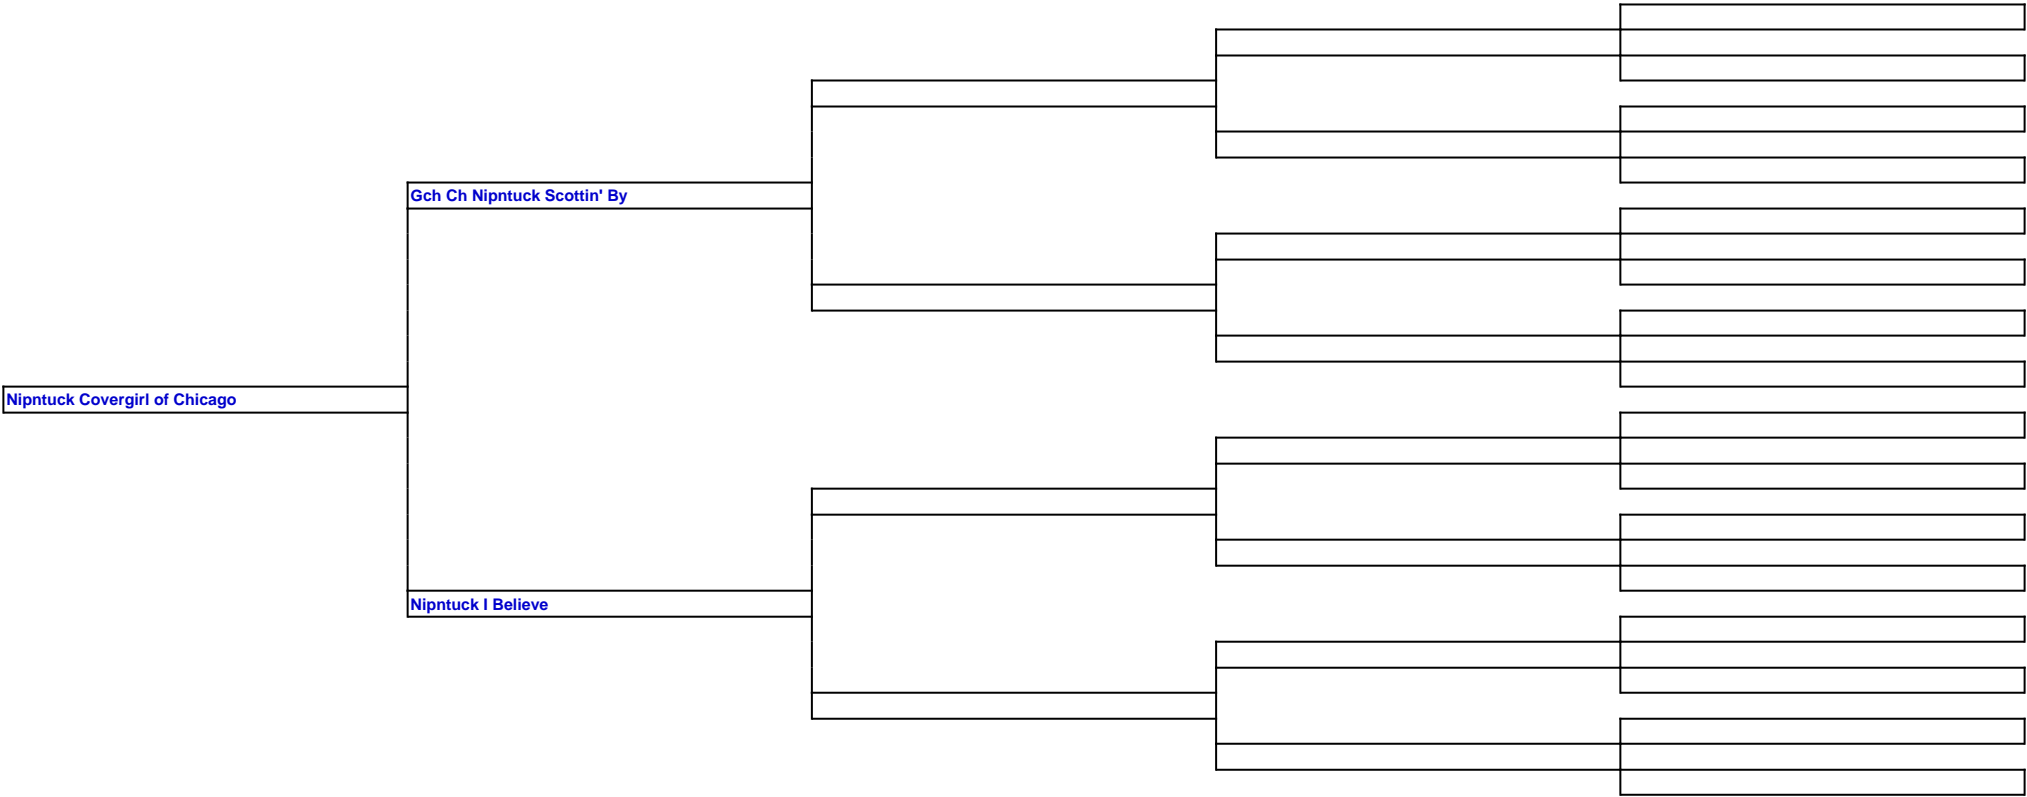 Gch Ch Nipntuck Scottin' By
Nipntuck Covergirl of Chicago
Nipntuck I Believe